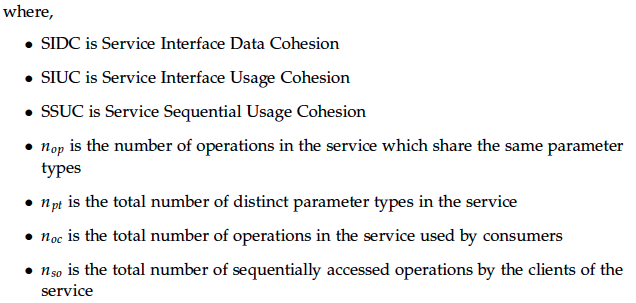 where,
• SIDC is Service Interface Data Cohesion
• SIUC is Service Interface Usage Cohesion
• SSUC is Service Sequential Usage Cohesion
• n_op is the number of operations in the service which share the same parameter
types
• n_pt is the total number of distinct parameter types in the service
• n_oc is the total number of operations in the service used by consumers
• n_so is the total number of sequentially accessed operations by the clients of the
service